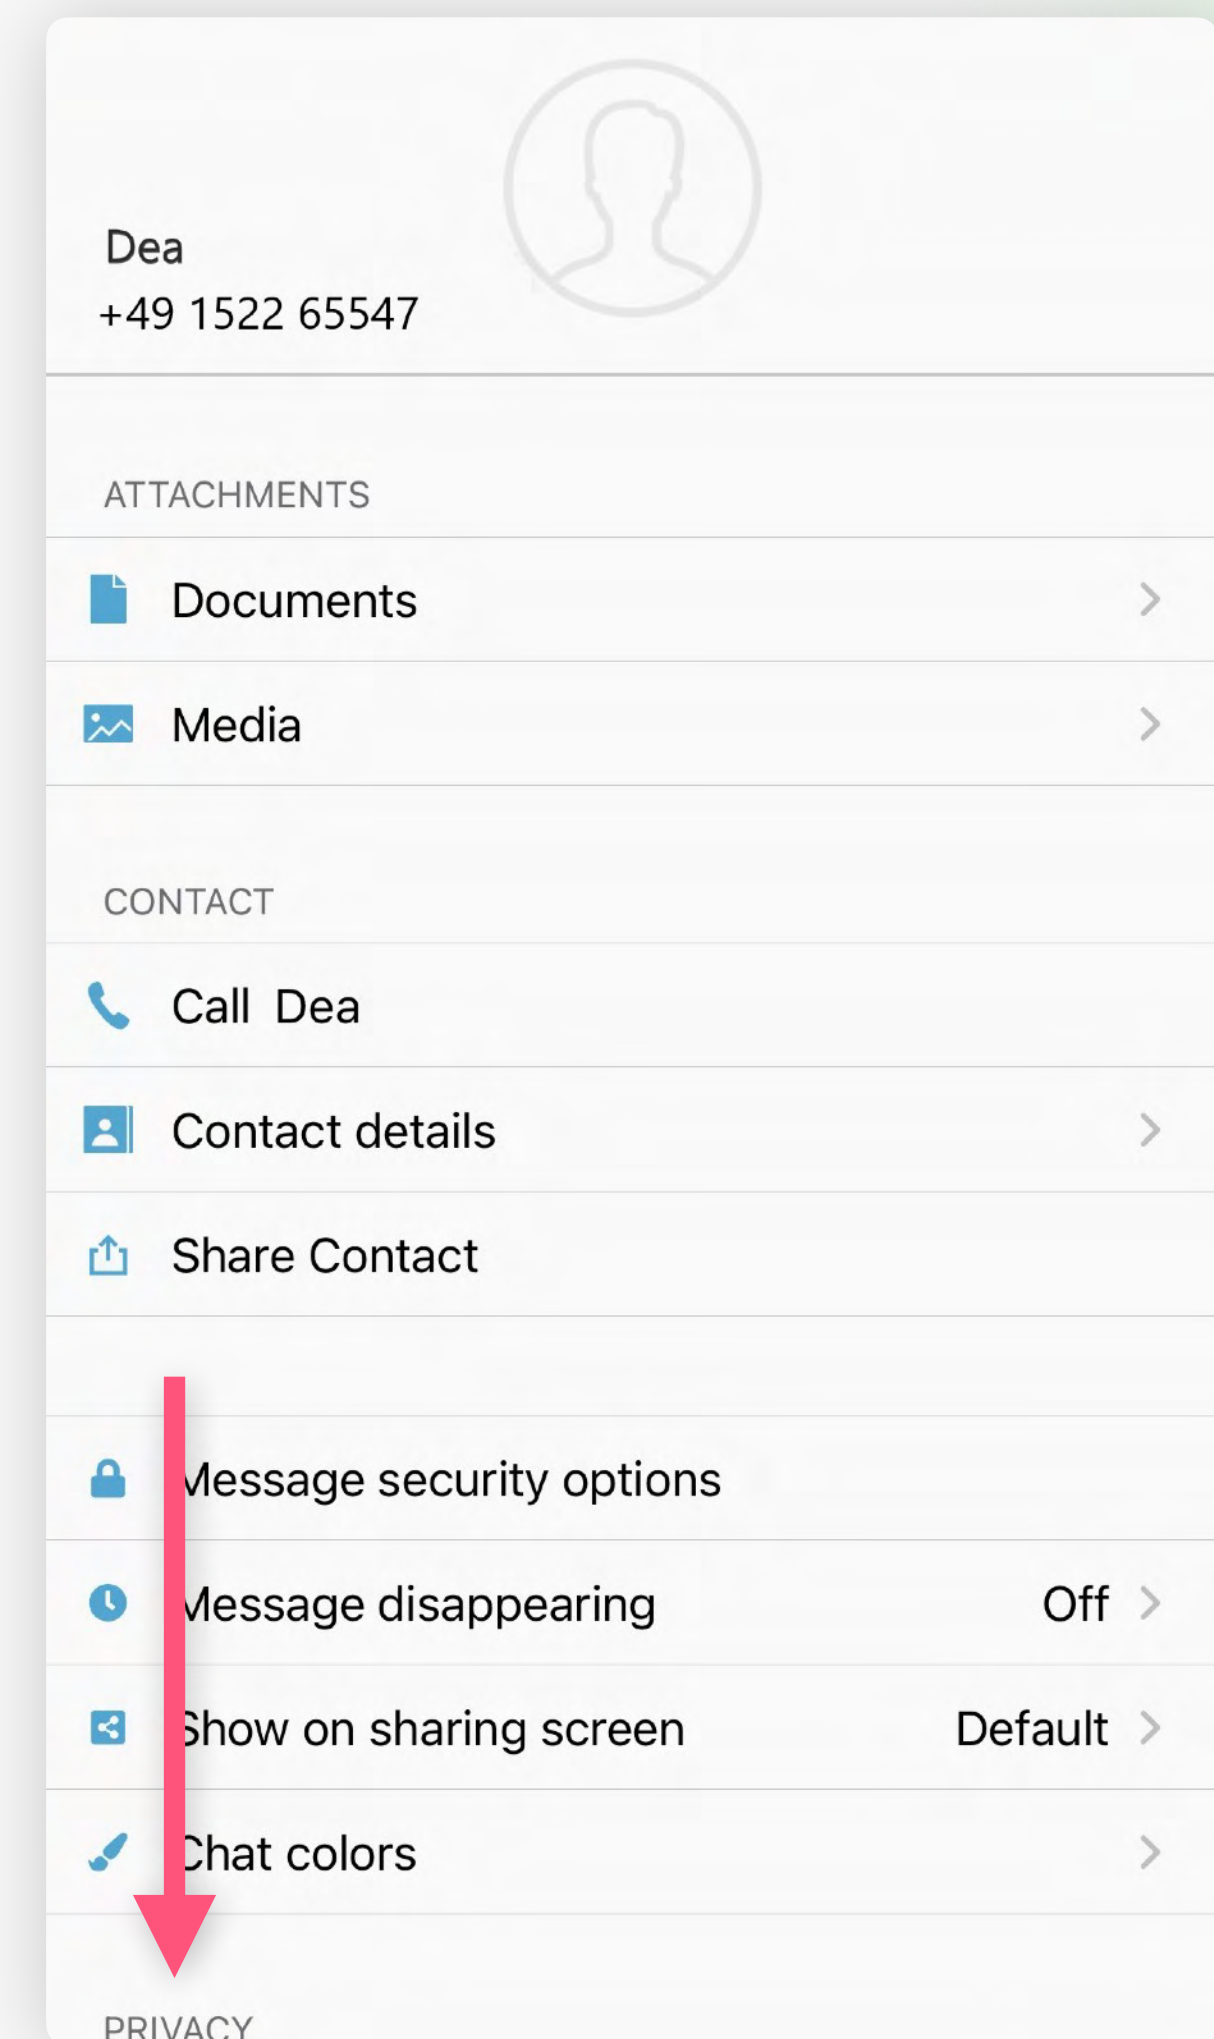 Dea
+49 1522 65547
ATTACHMENTS
Documents
Media
CONTACT
Call Dea
Contact details
Share Contact
Message security options
Message disappearing Off
Show on sharing screen Default
Chat colors
PRIVACY